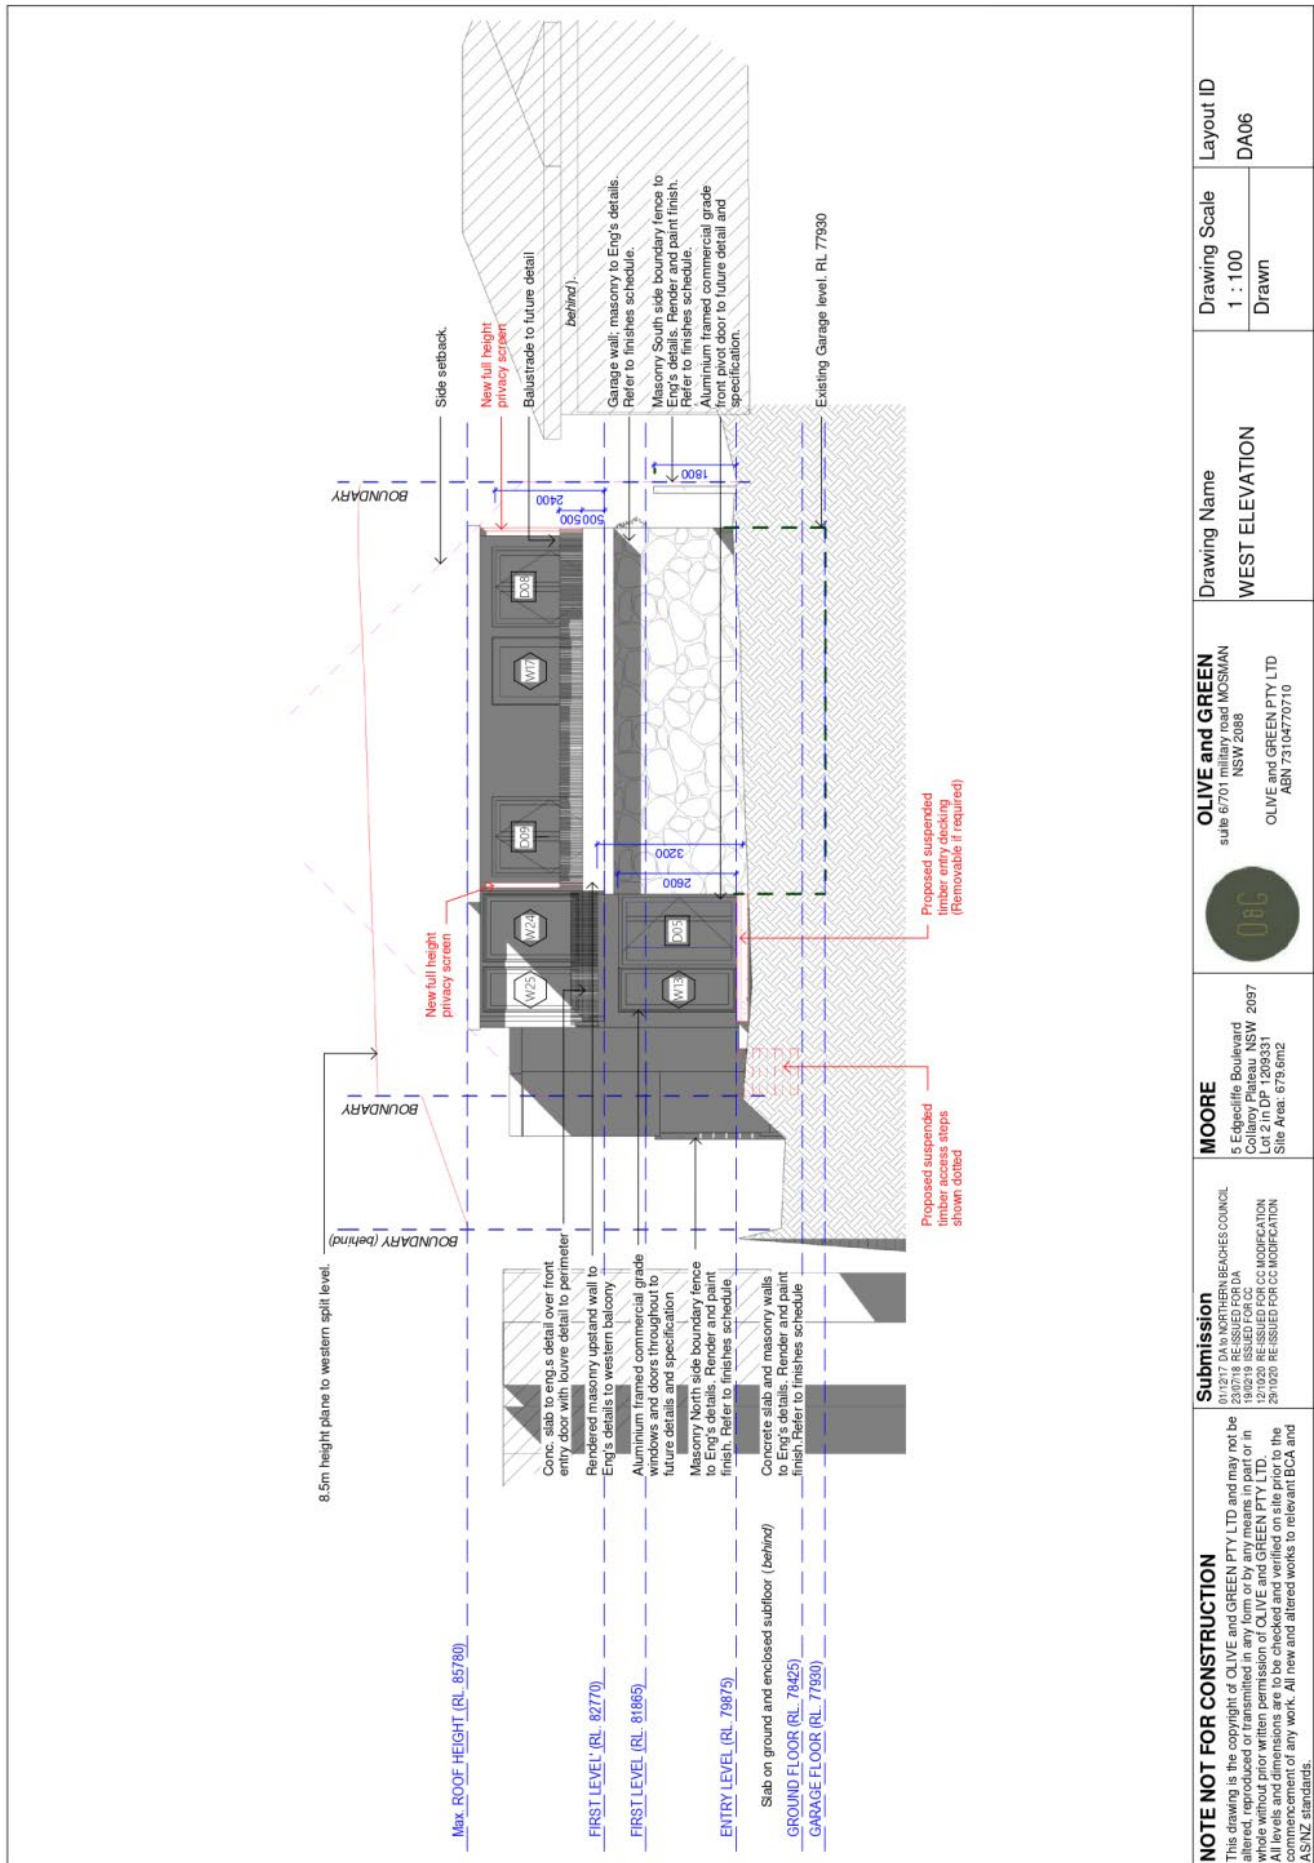 8.5m height plane to western split level.
BOUNDARY (behind)
BOUNDARY
BOUNDARY
Side setback.
New full height
privacy screen
New full height
privacy screen
Balustrade to future detail
behind).
Garage wall; masonry to Eng's details.
Refer to finishes schedule.
Masonry South side boundary fence to
Eng's details. Render and paint finish.
Refer to finishes schedule.
Aluminium framed commercial grade
front pivot door to future detail and
specification.
Existing Garage level. RL 77930
Max. ROOF HEIGHT (RL. 85780)
FIRST LEVEL' (RL. 82770)
FIRST LEVEL (RL. 81865)
ENTRY LEVEL (RL. 79875)
Slab on ground and enclosed subfloor (behind)
GROUND FLOOR (RL. 78425)
GARAGE FLOOR (RL. 77930)
Conc. slab to eng.s detail over front
entry door with louvre detail to perimeter
Rendered masonry upstand wall to
Eng's details to western balcony
Aluminium framed commercial grade
windows and doors throughout to
future details and specification
Masonry North side boundary fence
to Eng's details. Render and paint
finish. Refer to finishes schedule
Concrete slab and masonry walls
to Eng's details. Render and paint
finish.Refer to finishes schedule
W25
W24
D09
W17
D08
W13
D05
2400
500
500
1800
3200
2600
Proposed suspended
timber access steps
shown dotted
Proposed suspended
timber entry decking
(Removable if required)
NOTE NOT FOR CONSTRUCTION
This drawing is the copyright of OLIVE and GREEN PTY LTD and may not be
altered, reproduced or transmitted in any form or by any means in part or in
whole without prior written permission of OLIVE and GREEN PTY LTD.
All levels and dimensions are to be checked and verified on site prior to the
commencement of any work. All new and altered works to relevant BCA and
AS/NZ standards.
Submission
01/12/17 DA to NORTHERN BEACHES COUNCIL
23/07/18 RE-ISSUED FOR DA
19/02/19 ISSUED FOR CC
12/10/20 RE-ISSUED FOR CC MODIFICATION
29/10/20 RE-ISSUED FOR CC MODIFICATION
MOORE
5 Edgecliffe Boulevard
Collaroy Plateau NSW 2097
Lot 2 in DP 1209331
Site Area: 679.6m2
O&G
OLIVE and GREEN
suite 6/701 military road MOSMAN
NSW 2088
OLIVE and GREEN PTY LTD
ABN 73104770710
Drawing Name
WEST ELEVATION
Drawing Scale
1 : 100
Drawn
Layout ID
DA06